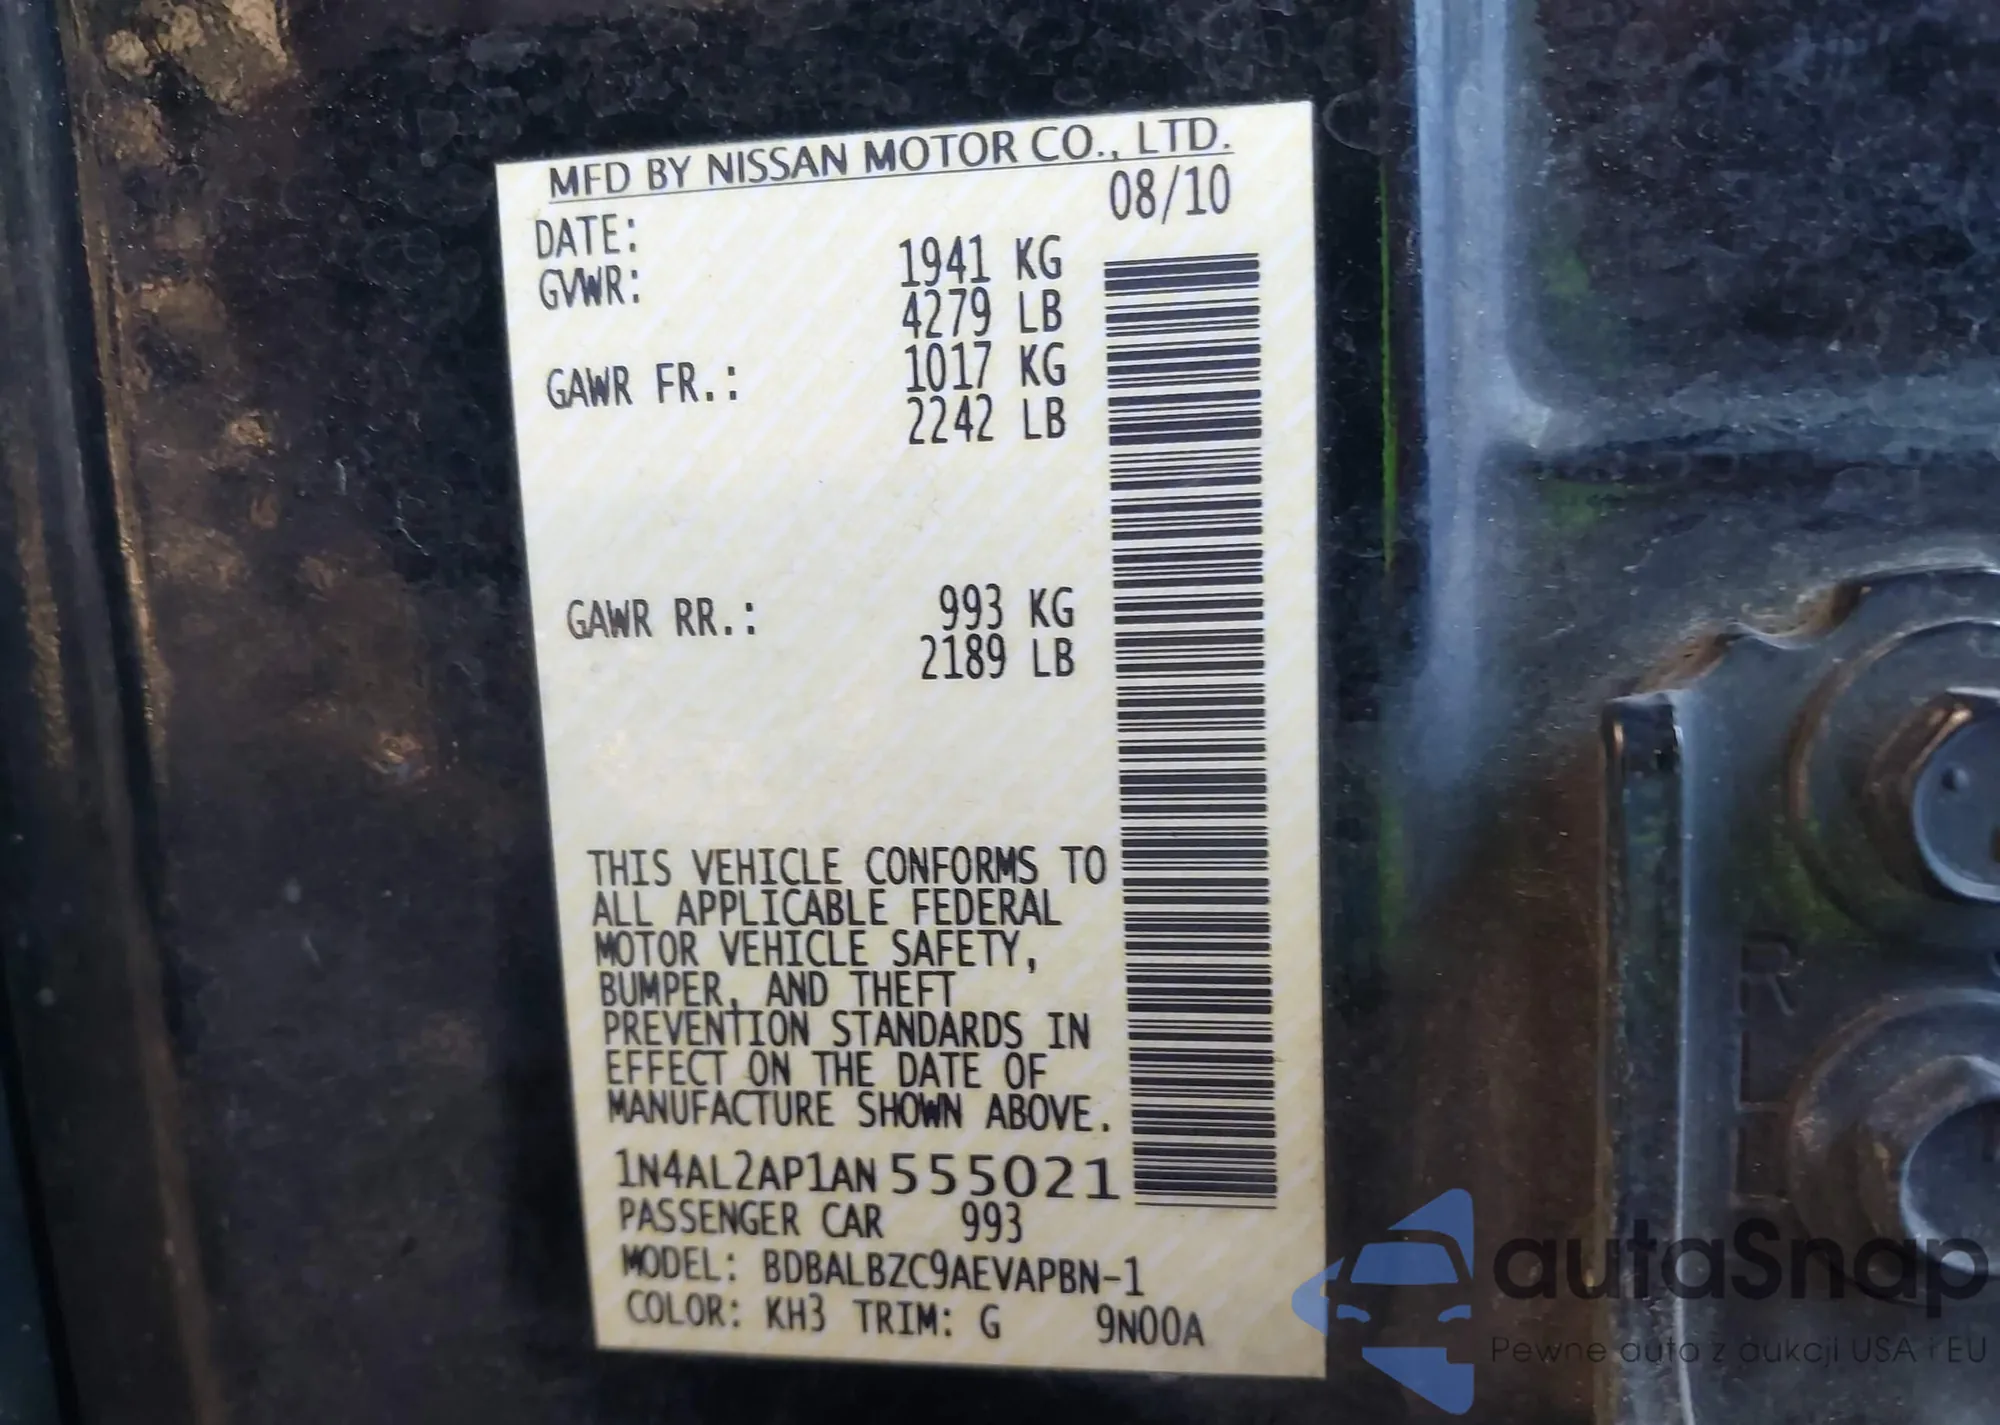 MFD BY NISSAN MOTOR CO., LTD.
DATE: 08/10
GVWR: 1941 KG
4279 LB
GAWR FR.: 1017 KG
2242 LB
GAWR RR.: 993 KG
2189 LB
THIS VEHICLE CONFORMS TO
ALL APPLICABLE FEDERAL
MOTOR VEHICLE SAFETY,
BUMPER, AND THEFT
PREVENTION STANDARDS IN
EFFECT ON THE DATE OF
MANUFACTURE SHOWN ABOVE.
1N4AL2AP1AN555021
PASSENGER CAR 993
MODEL: BDBALBZC9AEVAPBN-1
COLOR: KH3 TRIM: G 9N00A
R
autaSnap
Pewne auta z aukcji USA i EU